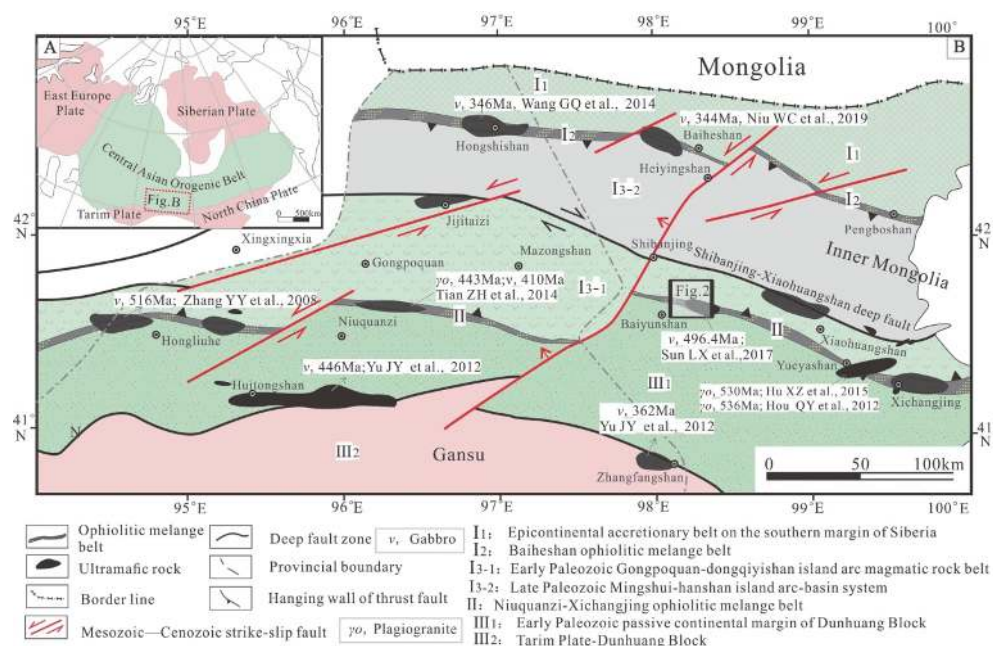 95°E
96°E
97°E
98°E
99°E
100°E
A
East Europe
Plate
Siberian Plate
Central Asian Orogenic Belt
Fig.B
Tarim Plate
North China Plate
0 500km
B
Mongolia
I1
ν, 346Ma, Wang GQ et al., 2014
I2
Hongshishan
ν, 344Ma, Niu WC et al., 2019
Baiheshan
Heiyingshan
I1
I3-2
I2
Pengboshan
42°N
42°N
Xingxingxia
Jijitaizi
Inner Mongolia
Mazongshan
Shibanjing
Gongpoquan
Shibanjing-Xiaohuangshan deep fault
γο, 443Ma;ν, 410Ma
Tian ZH et al., 2014
I3-1
ν, 516Ma; Zhang YY et al., 2008
Fig.2
II
Niuquanzi
Hongliuhe
Baiyunshan
II
Xiaohuangshan
ν, 496.4Ma;
Sun LX et al.,2017
Yueyashan
ν, 446Ma;Yu JY et al., 2012
Huitongshan
III1
γο, 530Ma; Hu XZ et al., 2015
γο, 536Ma; Hou QY et al., 2012
Xichangjing
ν, 362Ma
Yu JY et al., 2012
41°N
41°N
III2
Gansu
Zhangfangshan
0 50 100km
95°E
96°E
97°E
98°E
99°E
100°E
Ophiolitic melange
belt
Ultramafic rock
Border line
Mesozoic—Cenozoic strike-slip fault
Deep fault zone
Provincial boundary
Hanging wall of thrust fault
ν, Gabbro
γο, Plagiogranite
I1: Epicontinental accretionary belt on the southern margin of Siberia
I2: Baiheshan ophiolitic melange belt
I3-1: Early Paleozoic Gongpoquan-dongqiyishan island arc magmatic rock belt
I3-2: Late Paleozoic Mingshui-hanshan island arc-basin system
II: Niuquanzi-Xichangjing ophiolitic melange belt
III1: Early Paleozoic passive continental margin of Dunhuang Block
III2: Tarim Plate-Dunhuang Block